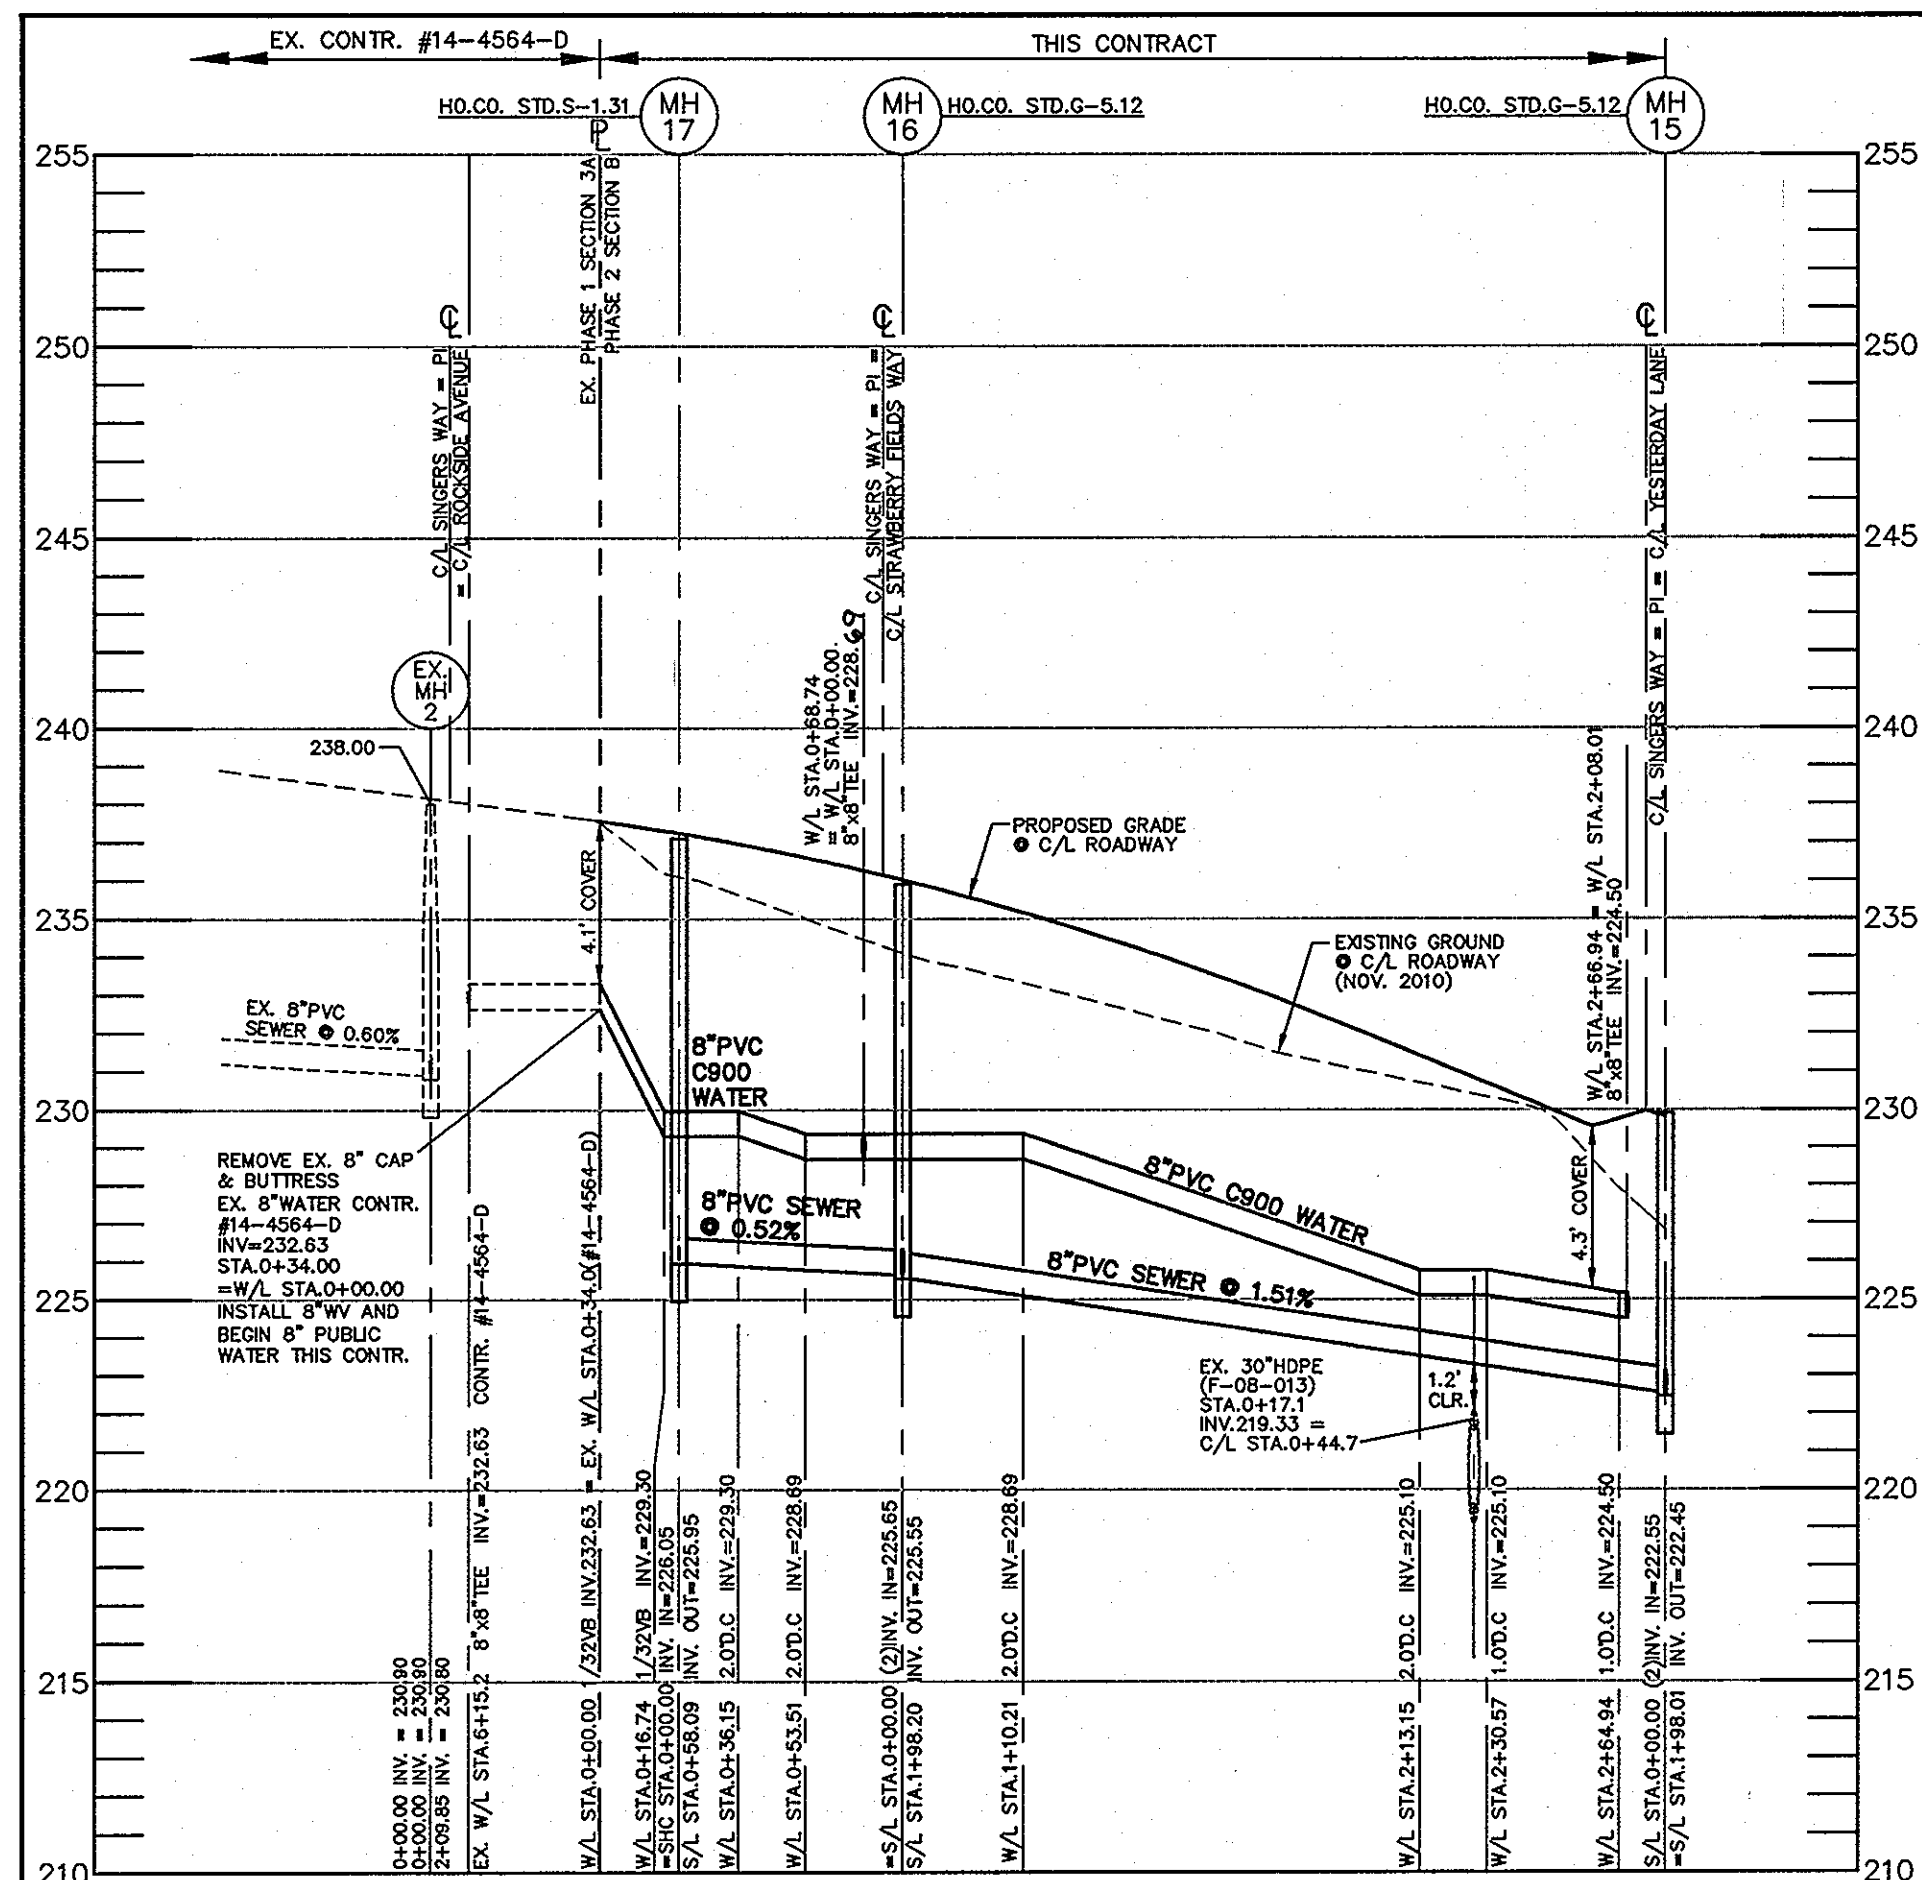 EX. CONTR. #14-4564-D
THIS CONTRACT
HO.CO. STD.S-1.31
MH
17
MH
16
HO.CO. STD.G-5.12
HO.CO. STD.G-5.12
MH
15
255
255
250
250
245
245
240
240
235
235
230
230
225
225
220
220
215
215
210
210
C/L SINGERS WAY = PI
= C/L ROCKSIDE AVENUE
EX. PHASE 1 SECTION 3A
PHASE 2 SECTION B
C/L SINGERS WAY = PI =
C/L STRAWBERRY FIELDS WAY
C/L SINGERS WAY = PI = C/L YESTERDAY LANE
EX.
MH
2
238.00
W/L STA.0+68.74
= W/L STA.0+00.00
8"x8"TEE INV.=228.69
W/L STA.2+66.94 = W/L STA.2+08.01
8"x8"TEE INV.=224.50
PROPOSED GRADE
@ C/L ROADWAY
EXISTING GROUND
@ C/L ROADWAY
(NOV. 2010)
4.1' COVER
4.3' COVER
EX. 8"PVC
SEWER @ 0.60%
8"PVC
C900
WATER
8"PVC C900 WATER
8"PVC SEWER
@ 0.52%
8"PVC SEWER @ 1.51%
REMOVE EX. 8" CAP
& BUTTRESS
EX. 8"WATER CONTR.
#14-4564-D
INV=232.63
STA.0+34.00
=W/L STA.0+00.00
INSTALL 8"WV AND
BEGIN 8" PUBLIC
WATER THIS CONTR.
EX. 30"HDPE
(F-08-013)
STA.0+17.1
INV.219.33 =
C/L STA.0+44.7
1.2'
CLR.
0+00.00 INV. = 230.90
0+00.00 INV. = 230.90
2+09.85 INV. = 230.80
EX. W/L STA.6+15.2 8"x8"TEE INV.=232.63 CONTR. #14-4564-D
W/L STA.0+00.00 1/32VB INV.232.63 = EX. W/L STA.0+34.0(#14-4564-D)
W/L STA.0+16.74 1/32VB INV.=229.30
=SHC STA.0+00.00 INV. IN=226.05
S/L STA.0+58.09 INV. OUT=225.95
W/L STA.0+36.15 2.0°D.C INV.=229.30
W/L STA.0+53.51 2.0°D.C INV.=228.69
=S/L STA.0+00.00 (2)INV. IN=225.65
S/L STA.1+98.20 INV. OUT=225.55
W/L STA.1+10.21 2.0°D.C INV.=228.69
W/L STA.2+13.15 2.0°D.C INV.=225.10
W/L STA.2+30.57 1.0°D.C INV.=225.10
W/L STA.2+64.94 1.0°D.C INV.=224.50
S/L STA.0+00.00 (2)INV. IN=222.55
=S/L STA.1+98.01 INV. OUT=222.45